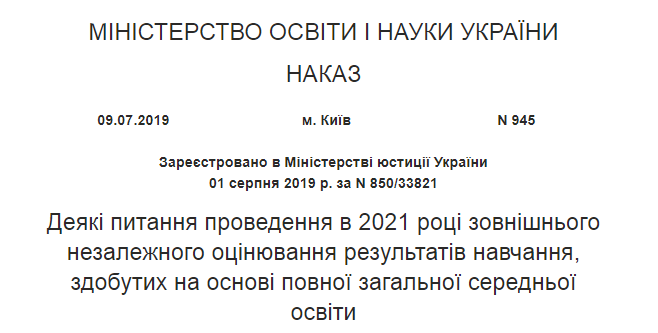 МІНІСТЕРСТВО ОСВІТИ І НАУКИ УКРАЇНИ
НАКАЗ
09.07.2019 м. Київ N 945
Зареєстровано в Міністерстві юстиції України
01 серпня 2019 р. за N 850/33821
Деякі питання проведення в 2021 році зовнішнього
незалежного оцінювання результатів навчання,
здобутих на основі повної загальної середньої
освіти